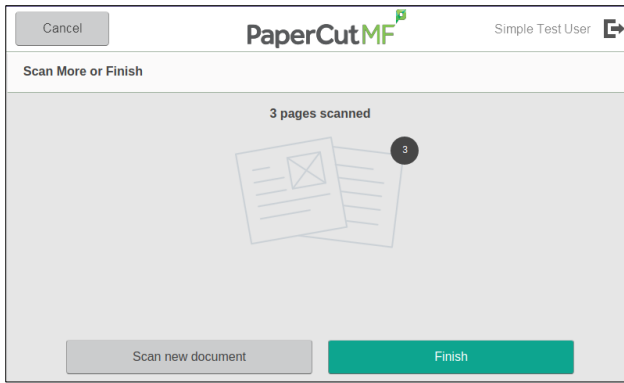 Cancel
PaperCutMF
Simple Test User
Scan More or Finish
3 pages scanned
3
Scan new document
Finish